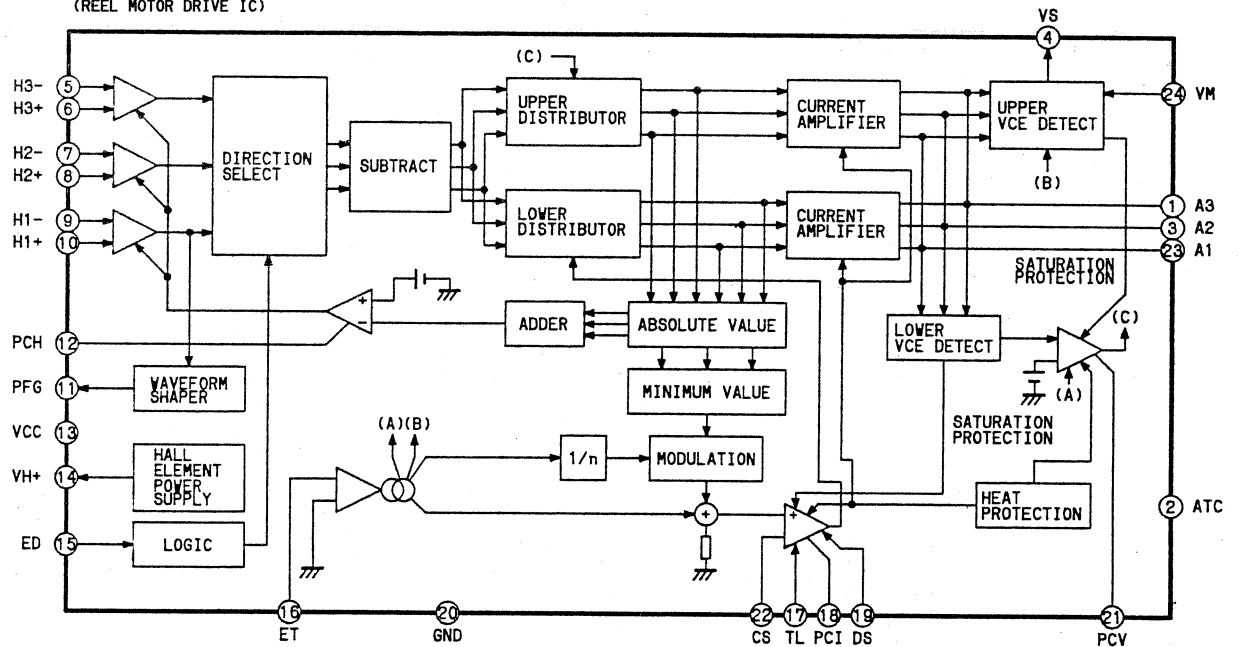 (REEL MOTOR DRIVE IC)
VS
4
H3- 5
H3+ 6
(C)
UPPER
DISTRIBUTOR
CURRENT
AMPLIFIER
UPPER
VCE DETECT
24 VM
H2- 7
H2+ 8
DIRECTION
SELECT
SUBTRACT
(B)
H1- 9
H1+ 10
LOWER
DISTRIBUTOR
CURRENT
AMPLIFIER
1 A3
3 A2
23 A1
SATURATION
PROTECTION
+
-
ADDER
ABSOLUTE VALUE
LOWER
VCE DETECT
(C)
PCH 12
PFG 11
WAVEFORM
SHAPER
MINIMUM VALUE
(A)
SATURATION
PROTECTION
VCC 13
(A)(B)
VH+ 14
HALL
ELEMENT
POWER
SUPPLY
1/n
MODULATION
HEAT
PROTECTION
2 ATC
+
+
ED 15
LOGIC
16
ET
20
GND
22
CS
17
TL
18
PCI
19
DS
21
PCV